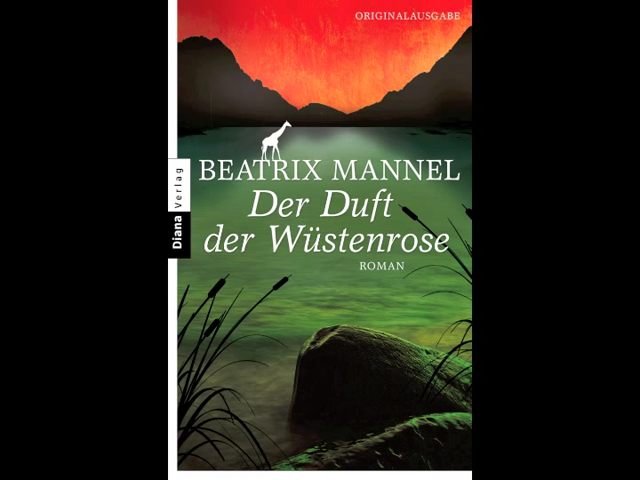 ORIGINALAUSGABE
BEATRIX MANNEL
Der Duft
der Wüstenrose
ROMAN
Diana Verlag